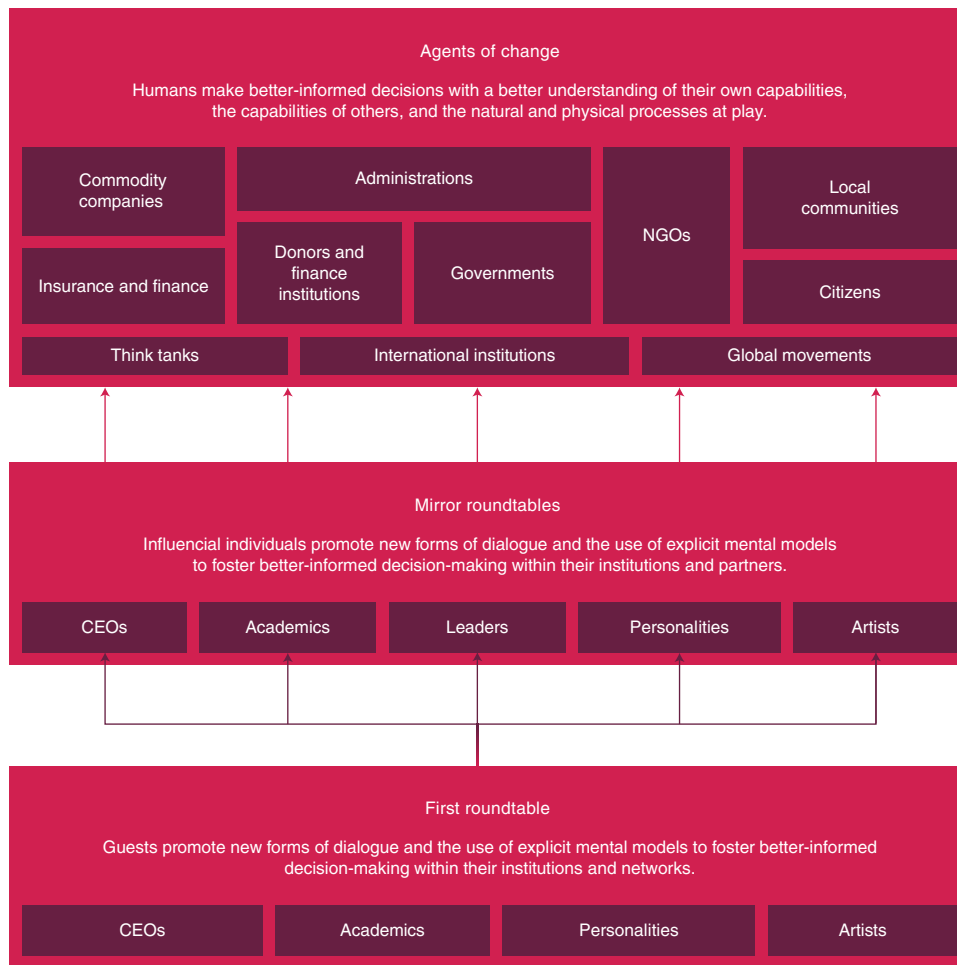 Agents of change
Humans make better-informed decisions with a better understanding of their own capabilities,
the capabilities of others, and the natural and physical processes at play.
Commodity
companies
Administrations
NGOs
Local
communities
Insurance and finance
Donors and
finance
institutions
Governments
Citizens
Think tanks
International institutions
Global movements
Mirror roundtables
Influential individuals promote new forms of dialogue and the use of explicit mental models
to foster better-informed decision-making within their institutions and partners.
CEOs
Academics
Leaders
Personalities
Artists
First roundtable
Guests promote new forms of dialogue and the use of explicit mental models to foster better-informed
decision-making within their institutions and networks.
CEOs
Academics
Personalities
Artists